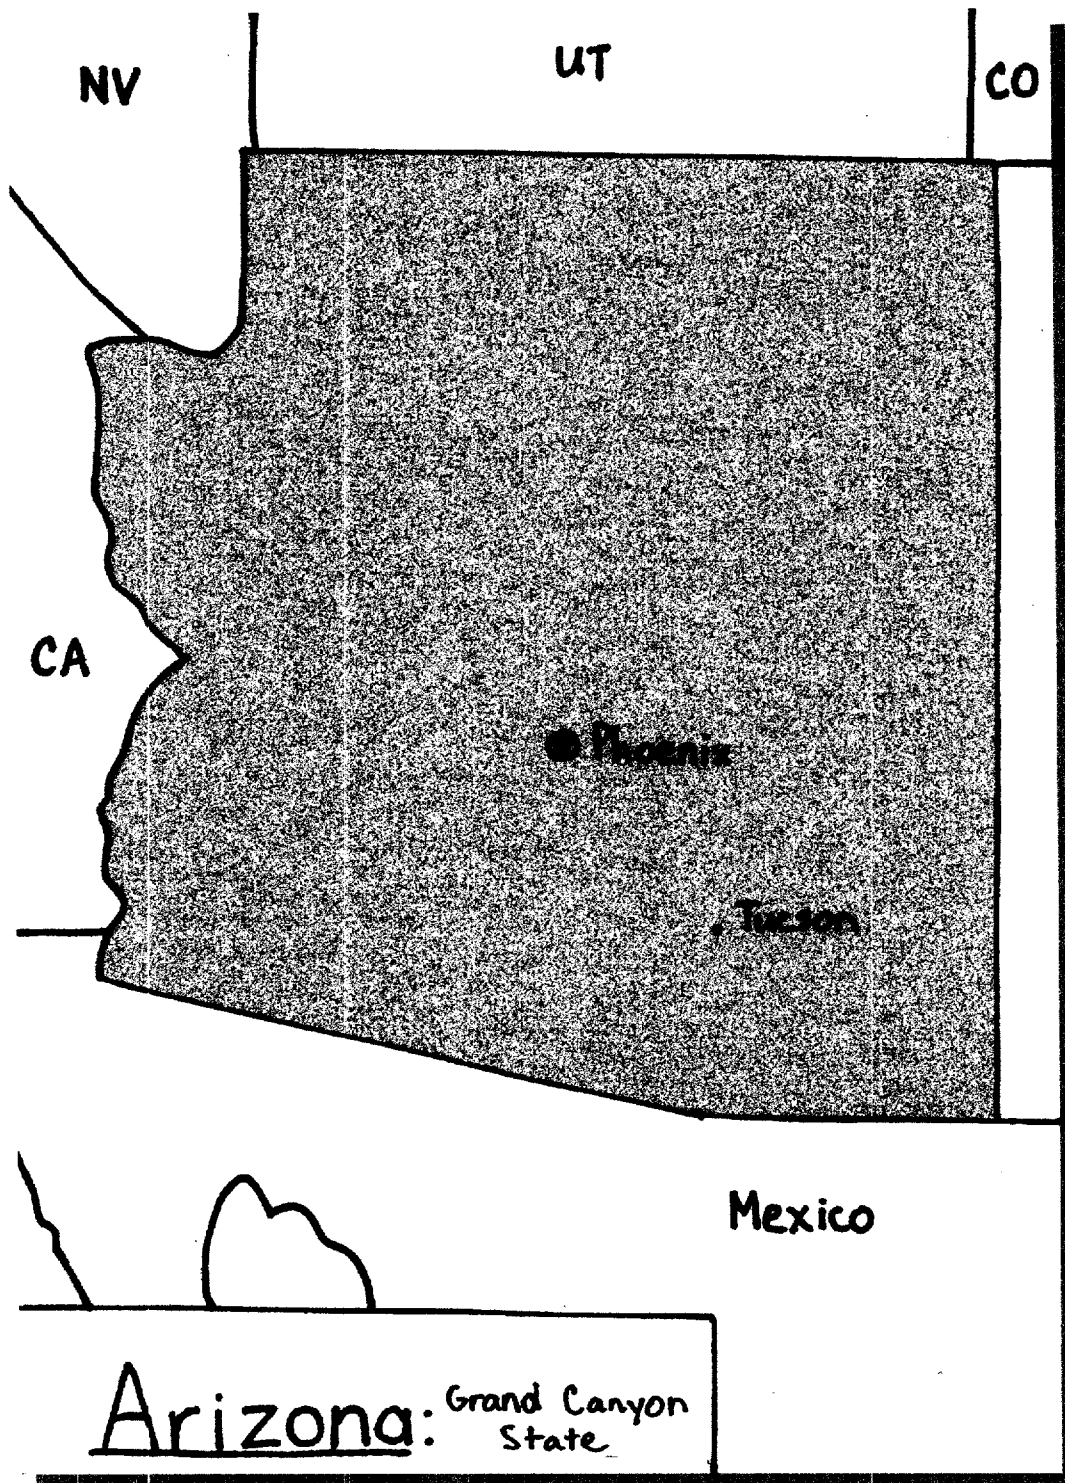 NV
UT
CO
CA
Phoenix
Tucson
Mexico
Arizona: Grand Canyon
State